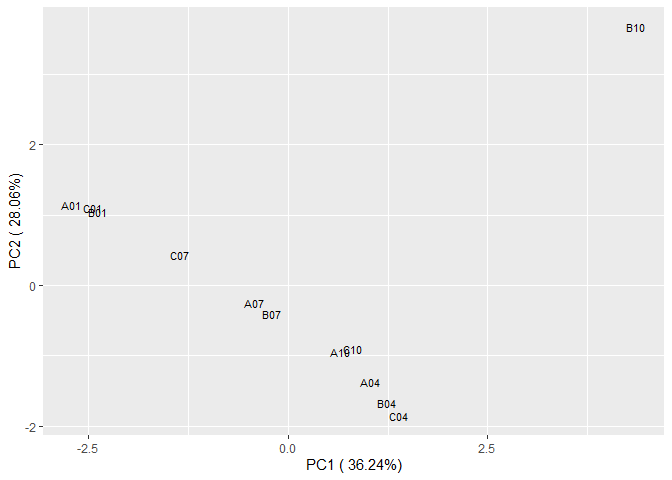 B10
2
A01
C01
B01
PC2 ( 28.06%)
C07
0
A07
B07
A10
C10
A04
B04
C04
-2
-2.5
0.0
2.5
PC1 ( 36.24%)